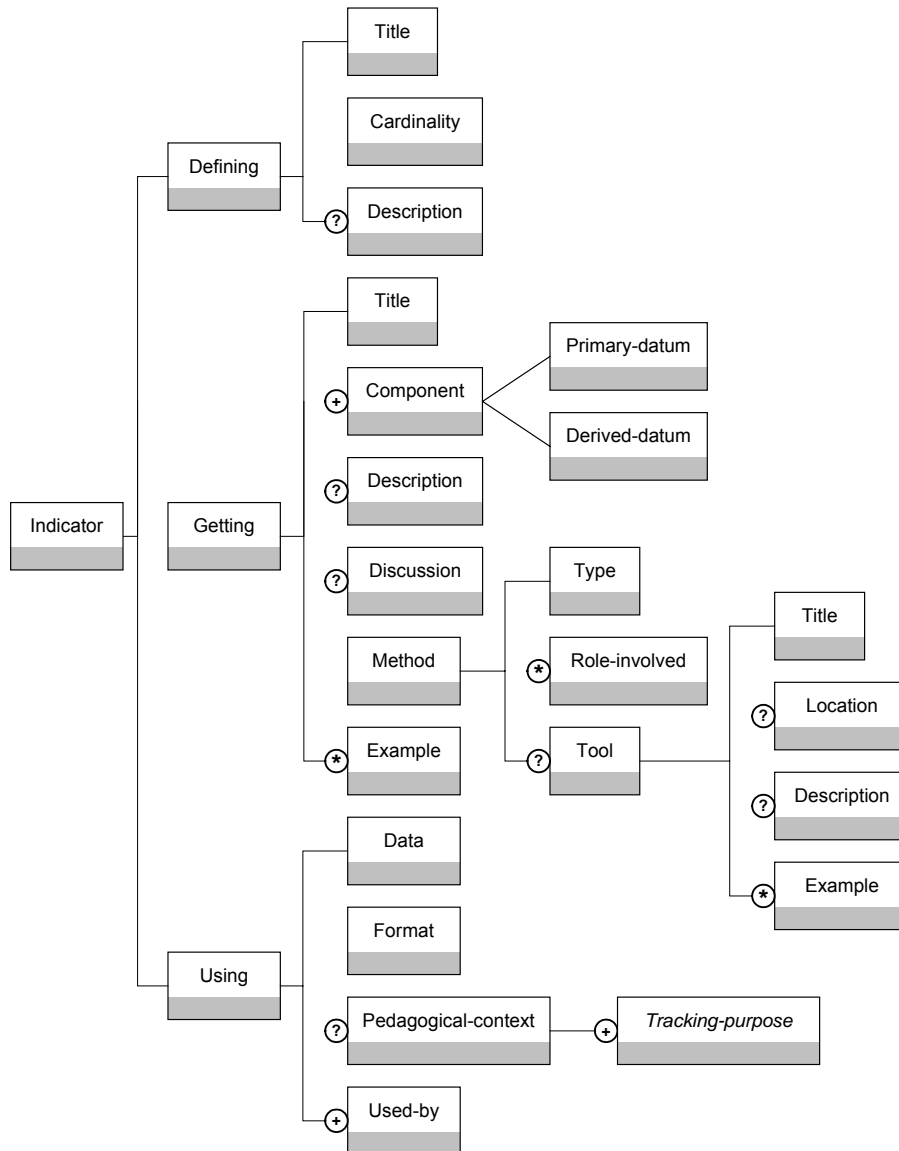 Title
Cardinality
Defining
? Description
Title
Primary-datum
+ Component
Derived-datum
? Description
Indicator
Getting
? Discussion
Type
Title
Method
* Role-involved
? Location
* Example
? Tool
? Description
Data
* Example
Format
Using
? Pedagogical-context
+ Tracking-purpose
+ Used-by